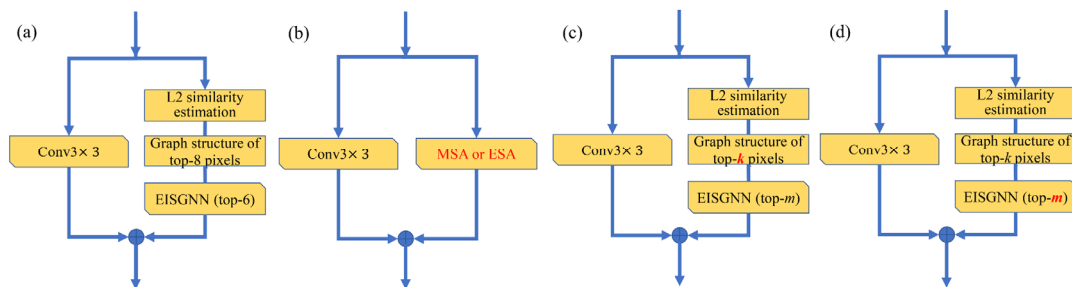 (a)
L2 similarity
estimation
Conv3× 3
Graph structure of
top-8 pixels
EISGNN (top-6)
(b)
Conv3× 3
MSA or ESA
(c)
L2 similarity
estimation
Conv3× 3
Graph structure of
top-k pixels
EISGNN (top-m)
(d)
L2 similarity
estimation
Conv3× 3
Graph structure of
top-k pixels
EISGNN (top-m)